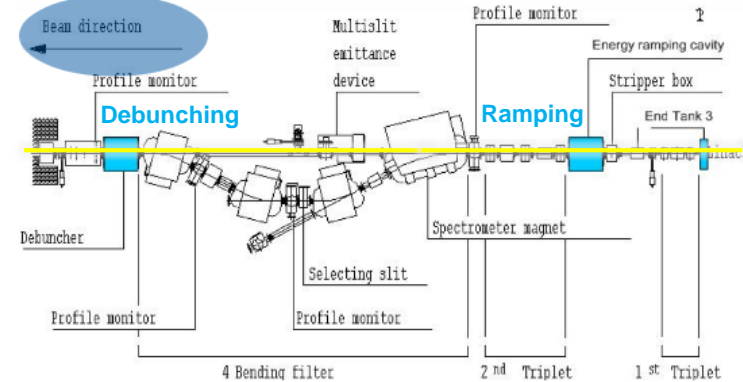 Beam direction
Multislit
emittance
device
Profile monitor
Energy ramping cavity
Stripper box
End Tank 3
Profile monitor
Debunching
Ramping
Debuncher
Spectrometer magnet
Selecting slit
Profile monitor
Profile monitor
4 Bending filter
2 nd Triplet
1 st Triplet